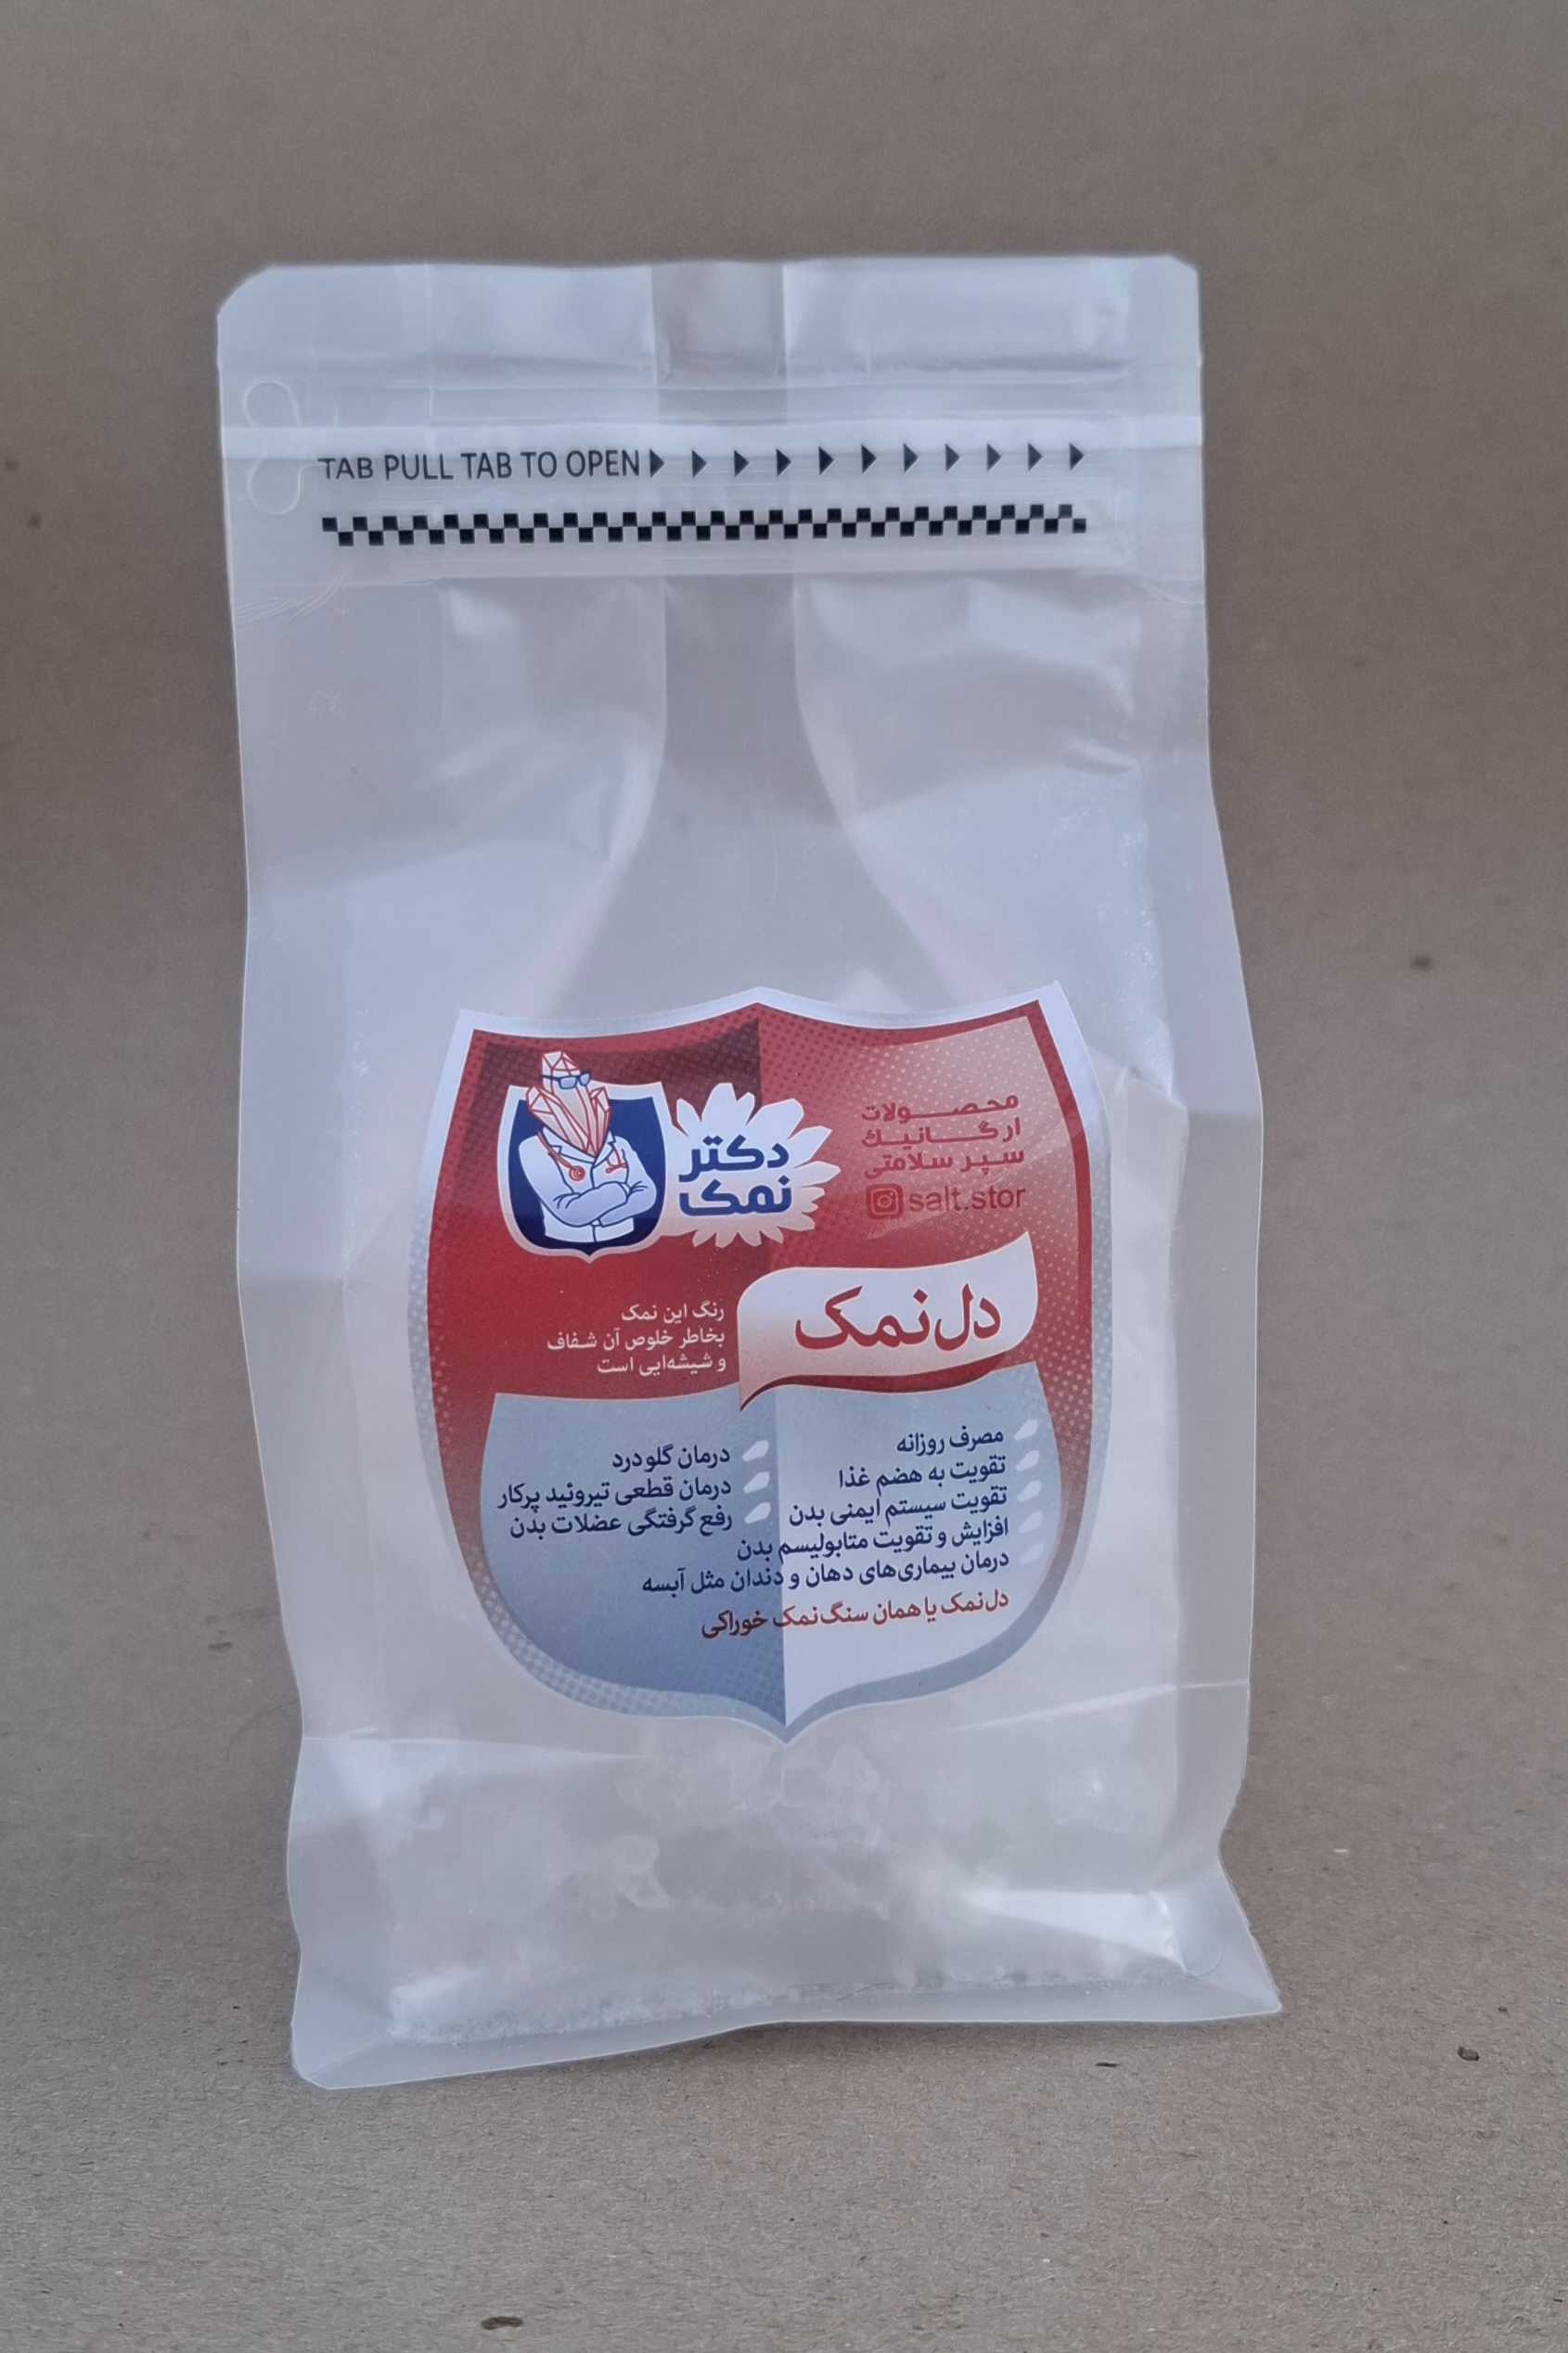 TAB PULL TAB TO OPEN
محصولات
ارگانیك
سپر سلامتی
salt.stor
دکتر
نمک
دل‌نمک
رنگ این نمک
بخاطر خلوص آن شفاف
و شیشه‌ایی است
مصرف روزانه
تقویت به هضم غذا
تقویت سیستم ایمنی بدن
افزایش و تقویت متابولیسم بدن
درمان بیماری‌های دهان و دندان مثل آبسه
درمان گلودرد
درمان قطعی تیروئید پرکار
رفع گرفتگی عضلات بدن
دل‌نمک یا همان سنگ‌نمک خوراکی